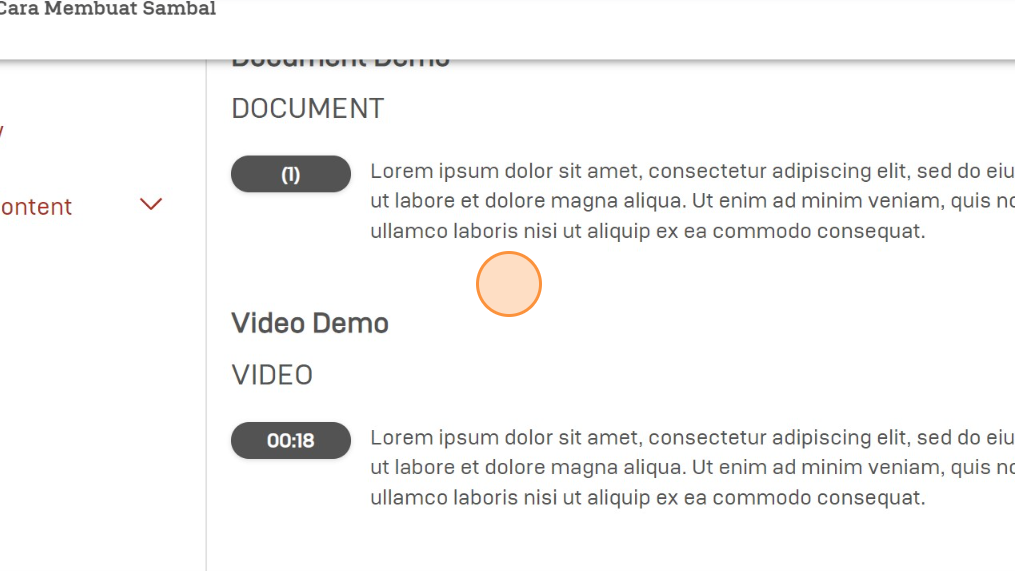 Cara Membuat Sambal
Document Demo
DOCUMENT
(1)
Lorem ipsum dolor sit amet, consectetur adipiscing elit, sed do eiu
ut labore et dolore magna aliqua. Ut enim ad minim veniam, quis no
ullamco laboris nisi ut aliquip ex ea commodo consequat.
ontent
Video Demo
VIDEO
00:18
Lorem ipsum dolor sit amet, consectetur adipiscing elit, sed do eiu
ut labore et dolore magna aliqua. Ut enim ad minim veniam, quis no
ullamco laboris nisi ut aliquip ex ea commodo consequat.